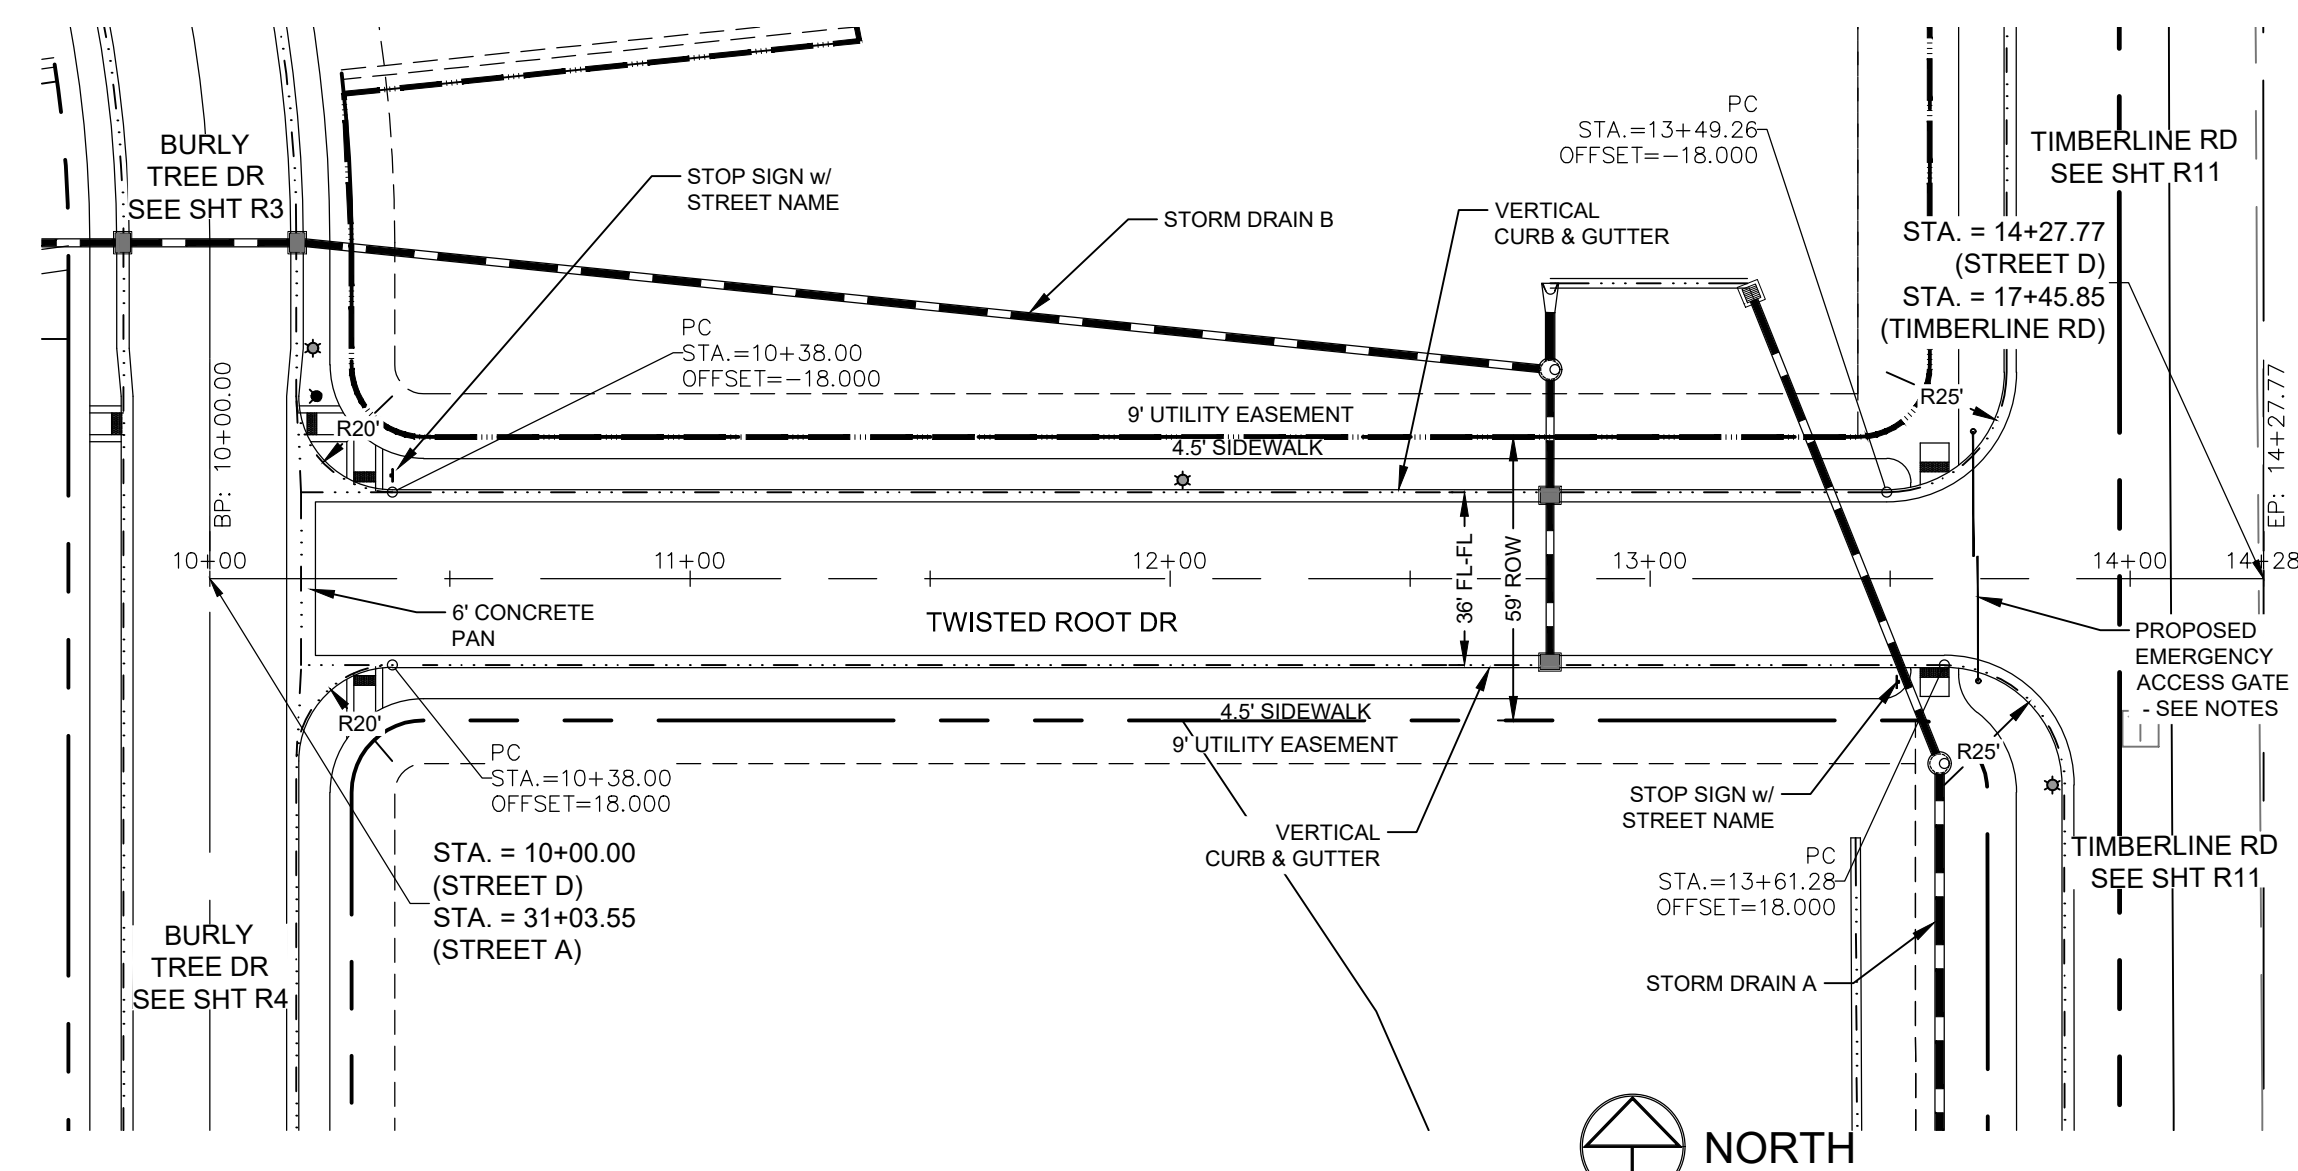 BURLY
TREE DR
SEE SHT R3
STOP SIGN w/
STREET NAME
STORM DRAIN B
VERTICAL
CURB & GUTTER
PC
STA.=13+49.26
OFFSET=-18.000
TIMBERLINE RD
SEE SHT R11
STA. = 14+27.77
(STREET D)
STA. = 17+45.85
(TIMBERLINE RD)
PC
STA.=10+38.00
OFFSET=-18.000
BP: 10+00.00
EP: 14+27.77
R20'
R25'
9' UTILITY EASEMENT
4.5' SIDEWALK
36' FL-FL
59' ROW
10+00
11+00
12+00
13+00
14+00
14+28
6' CONCRETE
PAN
TWISTED ROOT DR
PROPOSED
EMERGENCY
ACCESS GATE
- SEE NOTES
4.5' SIDEWALK
9' UTILITY EASEMENT
R20'
R25'
PC
STA.=10+38.00
OFFSET=18.000
STA. = 10+00.00
(STREET D)
STA. = 31+03.55
(STREET A)
VERTICAL
CURB & GUTTER
STOP SIGN w/
STREET NAME
PC
STA.=13+61.28
OFFSET=18.000
TIMBERLINE RD
SEE SHT R11
BURLY
TREE DR
SEE SHT R4
STORM DRAIN A
NORTH